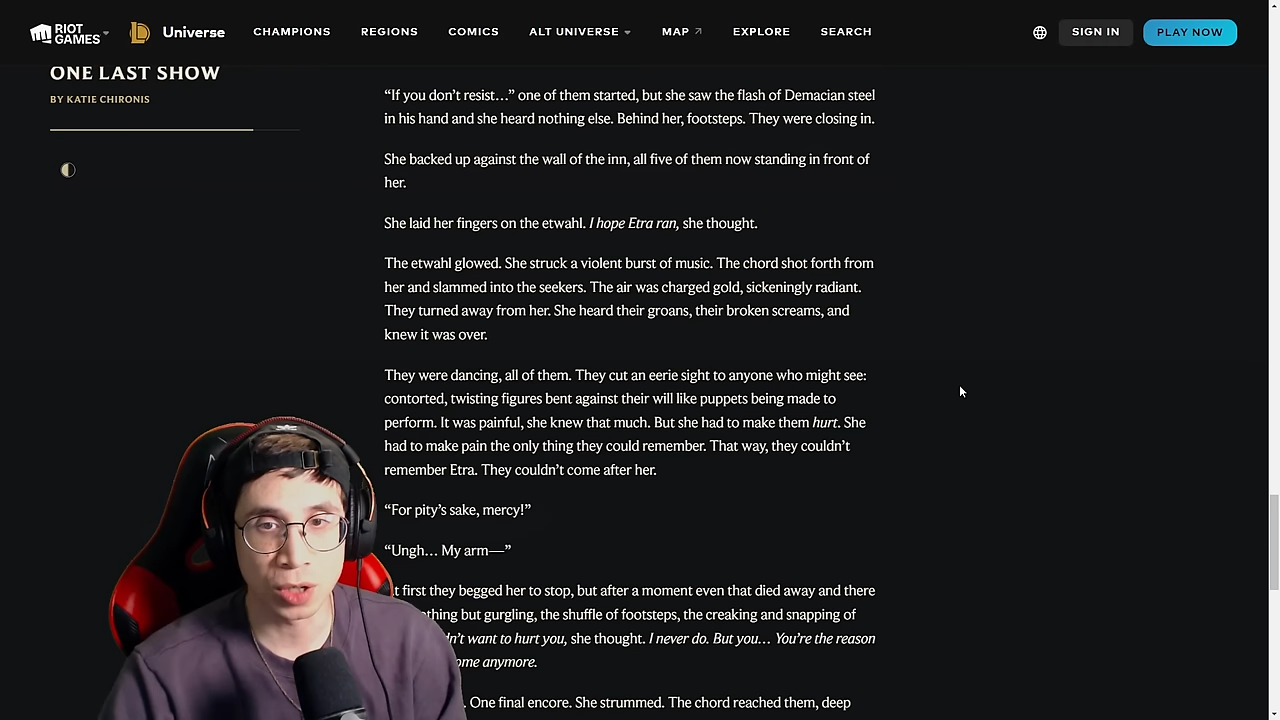 RIOT GAMES
Universe
CHAMPIONS
REGIONS
COMICS
ALT UNIVERSE
MAP
EXPLORE
SEARCH
SIGN IN
PLAY NOW
ONE LAST SHOW
BY KATIE CHIRONIS
“If you don’t resist…” one of them started, but she saw the flash of Demacian steel
in his hand and she heard nothing else. Behind her, footsteps. They were closing in.
She backed up against the wall of the inn, all five of them now standing in front of
her.
She laid her fingers on the etwahl. I hope Etra ran, she thought.
The etwahl glowed. She struck a violent burst of music. The chord shot forth from
her and slammed into the seekers. The air was charged gold, sickeningly radiant.
They turned away from her. She heard their groans, their broken screams, and
knew it was over.
They were dancing, all of them. They cut an eerie sight to anyone who might see:
contorted, twisting figures bent against their will like puppets being made to
perform. It was painful, she knew that much. But she had to make them hurt. She
had to make pain the only thing they could remember. That way, they couldn’t
remember Etra. They couldn’t come after her.
“For pity’s sake, mercy!”
“Ungh… My arm—”
t first they begged her to stop, but after a moment even that died away and there
thing but gurgling, the shuffle of footsteps, the creaking and snapping of
n’t want to hurt you, she thought. I never do. But you… You’re the reason
ome anymore.
. One final encore. She strummed. The chord reached them, deep